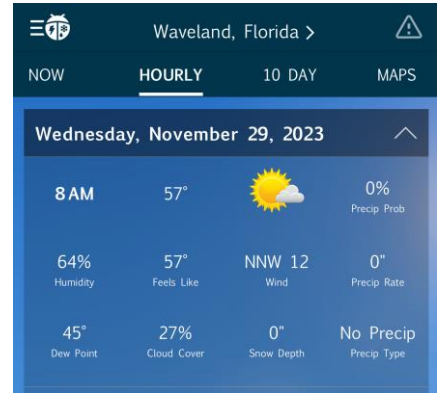 Waveland, Florida >
NOW HOURLY 10 DAY MAPS
Wednesday, November 29, 2023
8 AM 57° 0%
Precip Prob
64% 57° NNW 12 0"
Humidity Feels Like Wind Precip Rate
45° 27% 0" No Precip
Dew Point Cloud Cover Snow Depth Precip Type